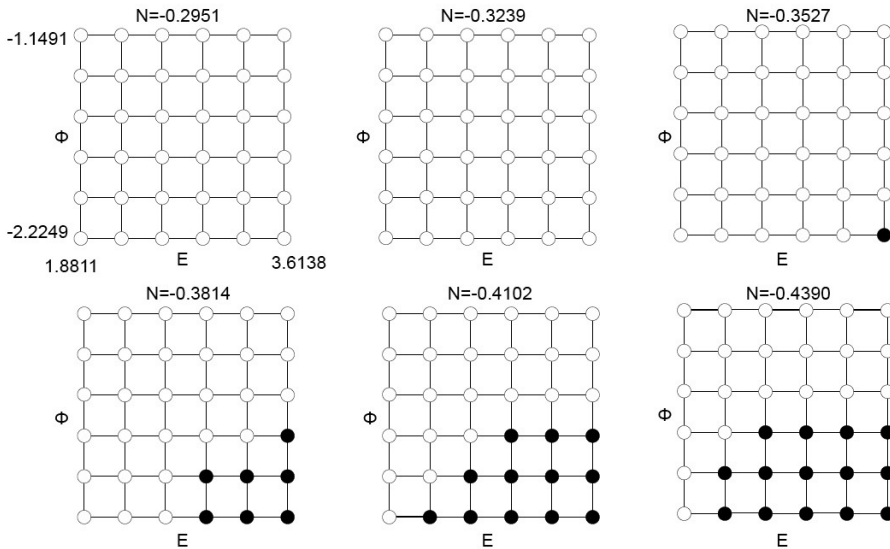 N=-0.2951
N=-0.3239
N=-0.3527
-1.1491
Φ
Φ
Φ
-2.2249
E
E
E
1.8811
3.6138
N=-0.3814
N=-0.4102
N=-0.4390
Φ
Φ
Φ
E
E
E